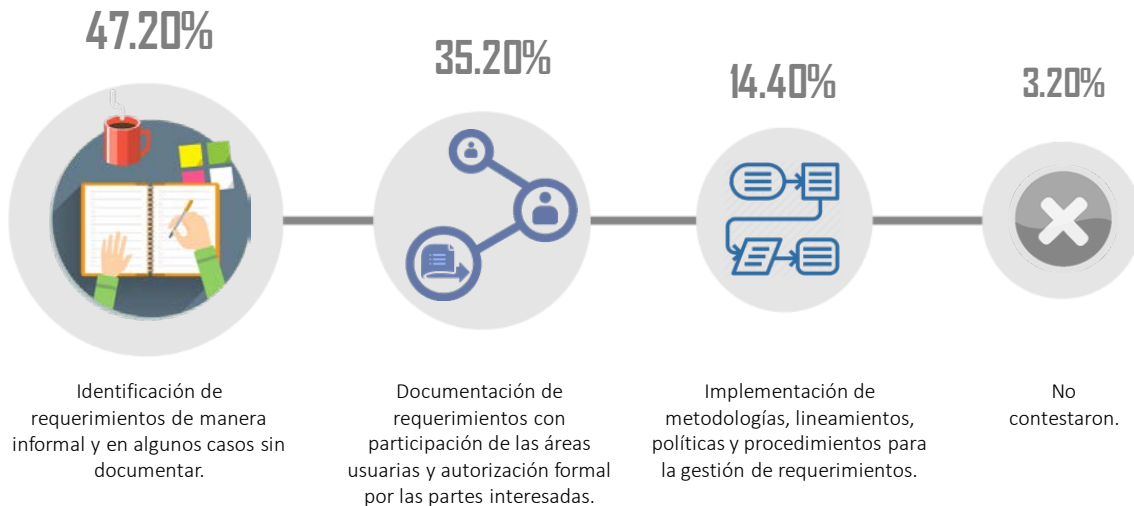 47.20%
35.20%
14.40%
3.20%
Identificación de
requerimientos de manera
informal y en algunos casos sin
documentar.
Documentación de
requerimientos con
participación de las áreas
usuarias y autorización formal
por las partes interesadas.
Implementación de
metodologías, lineamientos,
políticas y procedimientos para
la gestión de requerimientos.
No
contestaron.